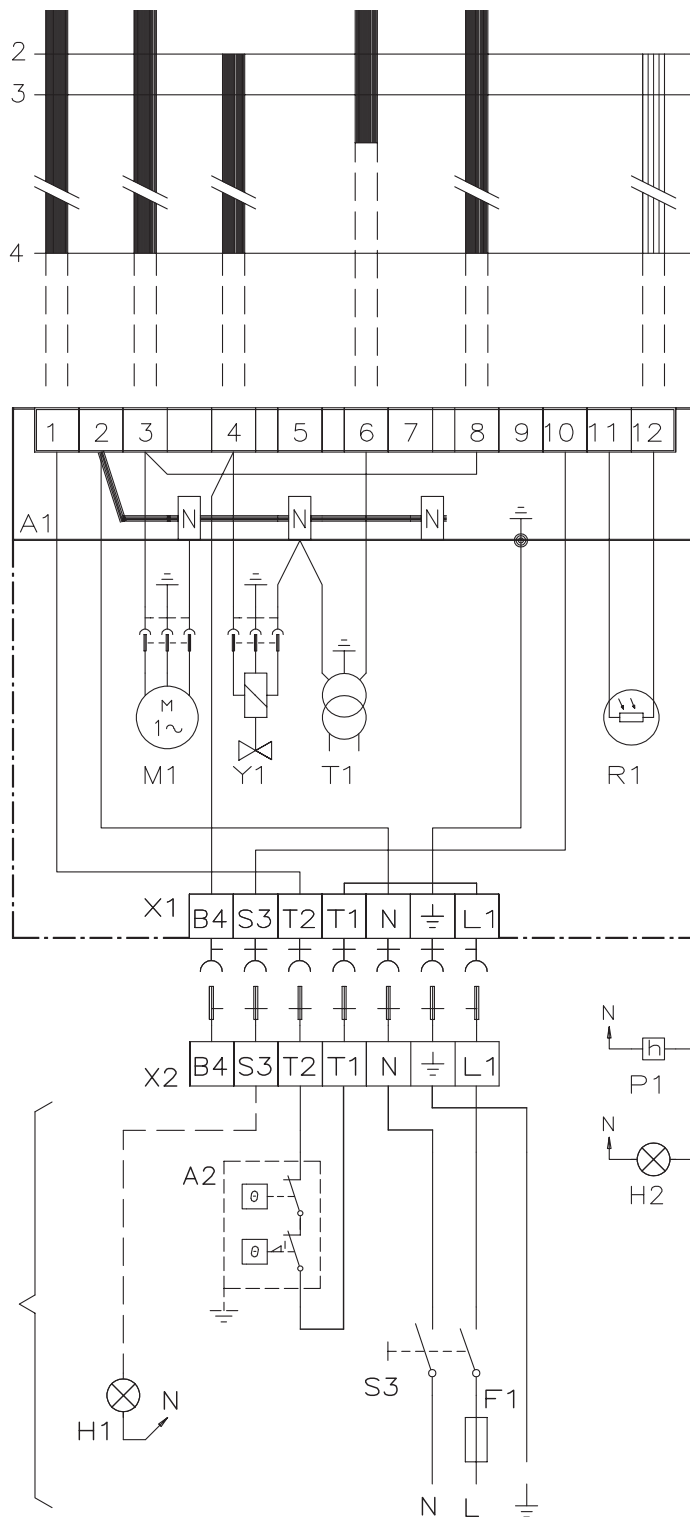 2
3
4
1 2 3 4 5 6 7 8 9 10 11 12
A1 N N N
M
1~
M1 Y1 T1 R1
X1 B4 S3 T2 T1 N L1
N
h
P1
X2 B4 S3 T2 T1 N L1
N
A2
θ
H2
θ
S3
F1
H1 N
N L